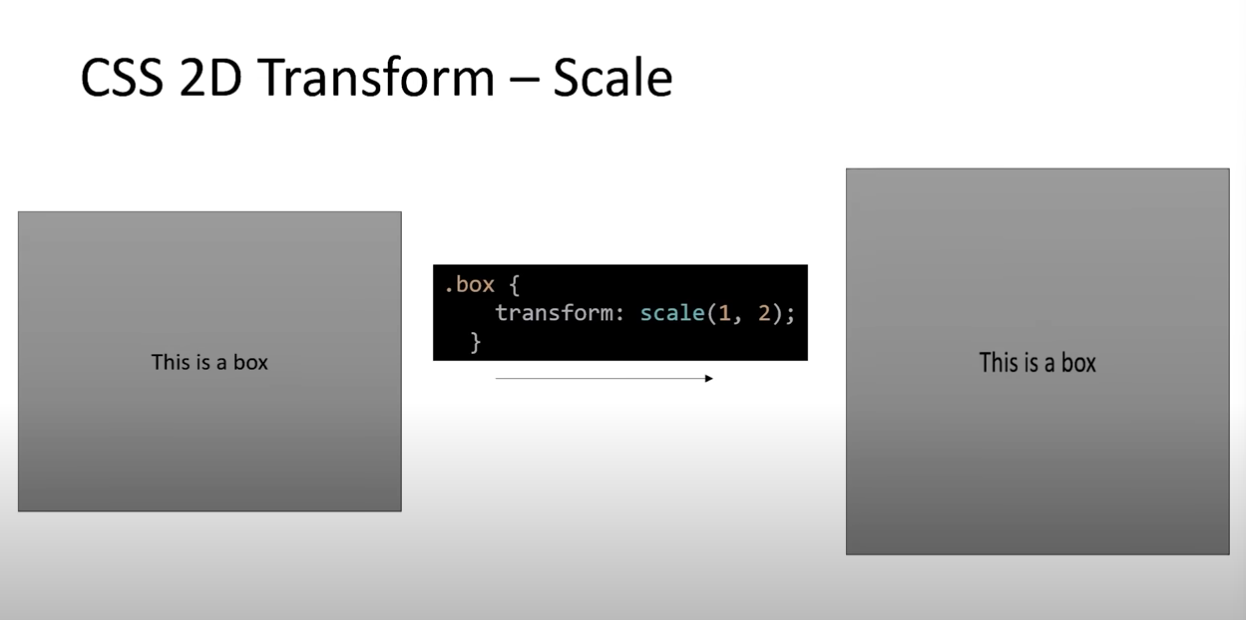 CSS 2D Transform – Scale
This is a box
.box {
transform: scale(1, 2);
}
This is a box